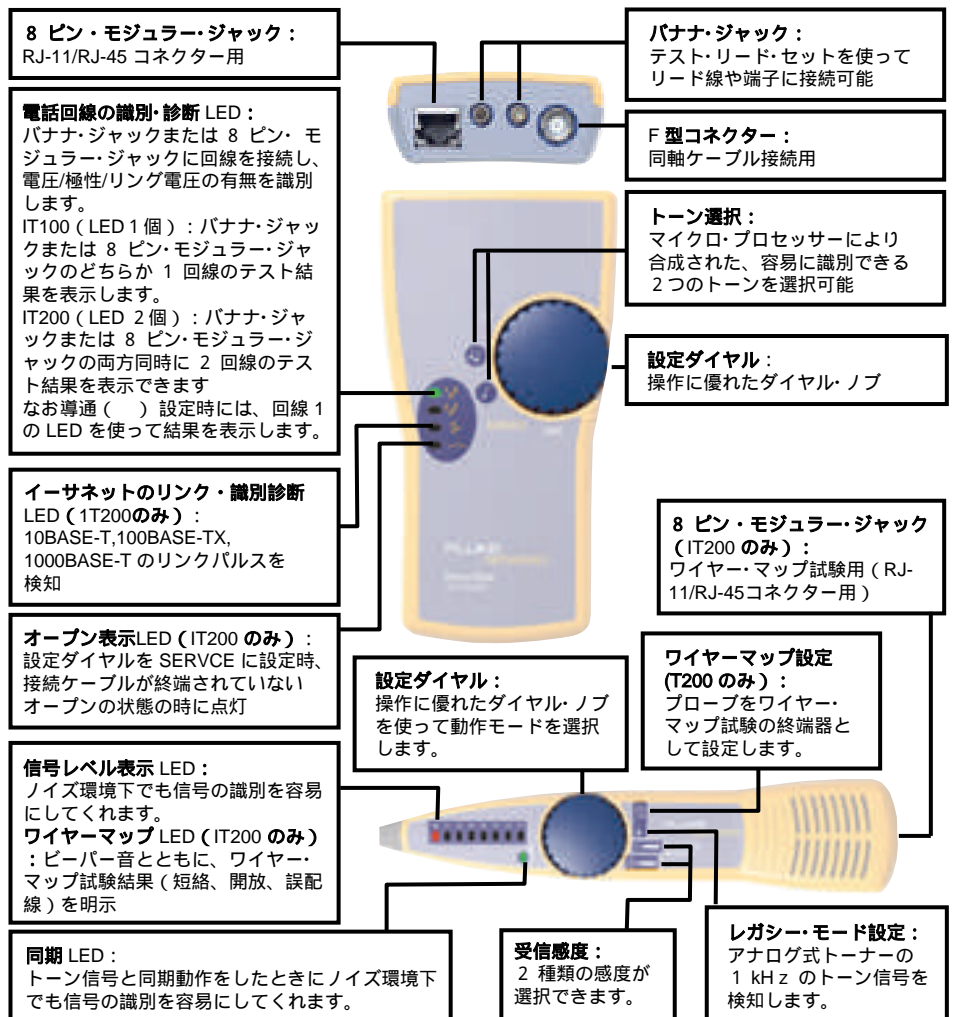 8 ピン・モジュラー・ジャック：
RJ-11/RJ-45 コネクター用
電話回線の識別・診断 LED：
バナナ・ジャックまたは 8 ピン・ モ
ジュラー・ジャックに回線を接続し、
電圧/極性/リング電圧の有無を識別
します。
IT100（LED 1 個）：バナナ・ジャッ
クまたは 8 ピン・モジュラー・ジャ
ックのどちらか 1 回線のテスト結
果を表示します。
IT200（LED 2 個）：バナナ・ジャ
ックまたは 8 ピン・モジュラー・ジ
ャックの両方同時に 2 回線のテス
ト結果を表示できます
なお導通（　）設定時には、回線 1
の LED を使って結果を表示します。
イーサネットのリンク・識別診断
LED（1T200のみ）：
10BASE-T,100BASE-TX,
1000BASE-T のリンクパルスを
検知
オープン表示LED（IT200 のみ）：
設定ダイヤルを SERVCE に設定時、
接続ケーブルが終端されていない
オープンの状態の時に点灯
信号レベル表示 LED：
ノイズ環境下でも信号の識別を容易
にしてくれます。
ワイヤーマップ LED（IT200 のみ）
：ビーパー音とともに、ワイヤー・
マップ試験結果（短絡、開放、誤配
線）を明示
同期 LED：
トーン信号と同期動作をしたときにノイズ環境下
でも信号の識別を容易にしてくれます。
バナナ・ジャック：
テスト・リード・セットを使って
リード線や端子に接続可能
F 型コネクター：
同軸ケーブル接続用
トーン選択：
マイクロ・プロセッサーにより
合成された、容易に識別できる
２つのトーンを選択可能
設定ダイヤル：
操作に優れたダイヤル・ノブ
8 ピン・モジュラー・ジャック
（IT200 のみ）：
ワイヤー・マップ試験用（RJ-
11/RJ-45コネクター用）
設定ダイヤル：
操作に優れたダイヤル・ノブ
を使って動作モードを選択
します。
ワイヤーマップ設定
(T200 のみ）：
プローブをワイヤー・
マップ試験の終端器と
して設定します。
受信感度：
２ 種類の感度が
選択できます。
レガシー・モード設定：
アナログ式トーナーの
１ kHz のトーン信号を
検知します。
FLUKE